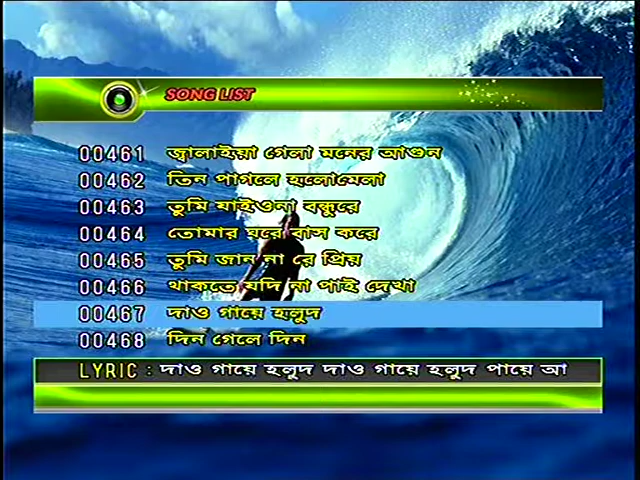 SONG LIST
00461 জ্বালাইয়া গেলা মনের আগুন
00462 তিন পাগলে হলোমেলা
00463 তুমি যাইওনা বন্ধুরে
00464 তোমার ঘরে বাস করে
00465 তুমি জান না রে প্রিয়
00466 থাকতে যদি না পাই দেখা
00467 দাও গায়ে হলুদ
00468 দিন গেলে দিন
LYRIC : দাও গায়ে হলুদ দাও গায়ে হলুদ পায়ে আ